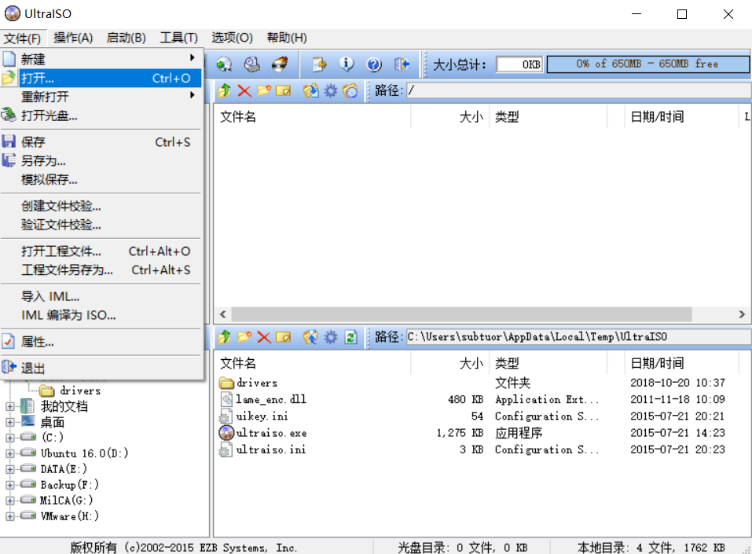 UltraISO
文件(F) 操作(A) 启动(B) 工具(T) 选项(O) 帮助(H)
新建
打开... Ctrl+O
重新打开
打开光盘...
保存 Ctrl+S
另存为...
模拟保存...
创建文件校验...
验证文件校验...
打开工程文件... Ctrl+Alt+O
工程文件另存为... Ctrl+Alt+S
导入 IML...
IML 编译为 ISO...
属性...
退出
大小总计: 0KB 0% of 650MB - 650MB free
路径: /
文件名 大小 类型 日期/时间 L
路径: C:\Users\subtuor\AppData\Local\Temp\UltraISO
文件名 大小 类型 日期/时间
drivers 文件夹 2018-10-20 10:37
lame_enc.dll 480 KB Application Ext... 2011-11-18 10:09
uikey.ini 54 Configuration S... 2015-07-21 20:21
ultraiso.exe 1,275 KB 应用程序 2015-07-21 14:23
ultraiso.ini 3 KB Configuration S... 2015-07-21 20:23
drivers
我的文档
桌面
(C:)
Ubuntu 16.0(D:)
DATA(E:)
Backup(F:)
MilCA(G:)
VMware(H:)
版权所有 (c)2002-2015 EZB Systems, Inc. 光盘目录: 0 文件, 0 KB 本地目录: 4 文件, 1762 KB